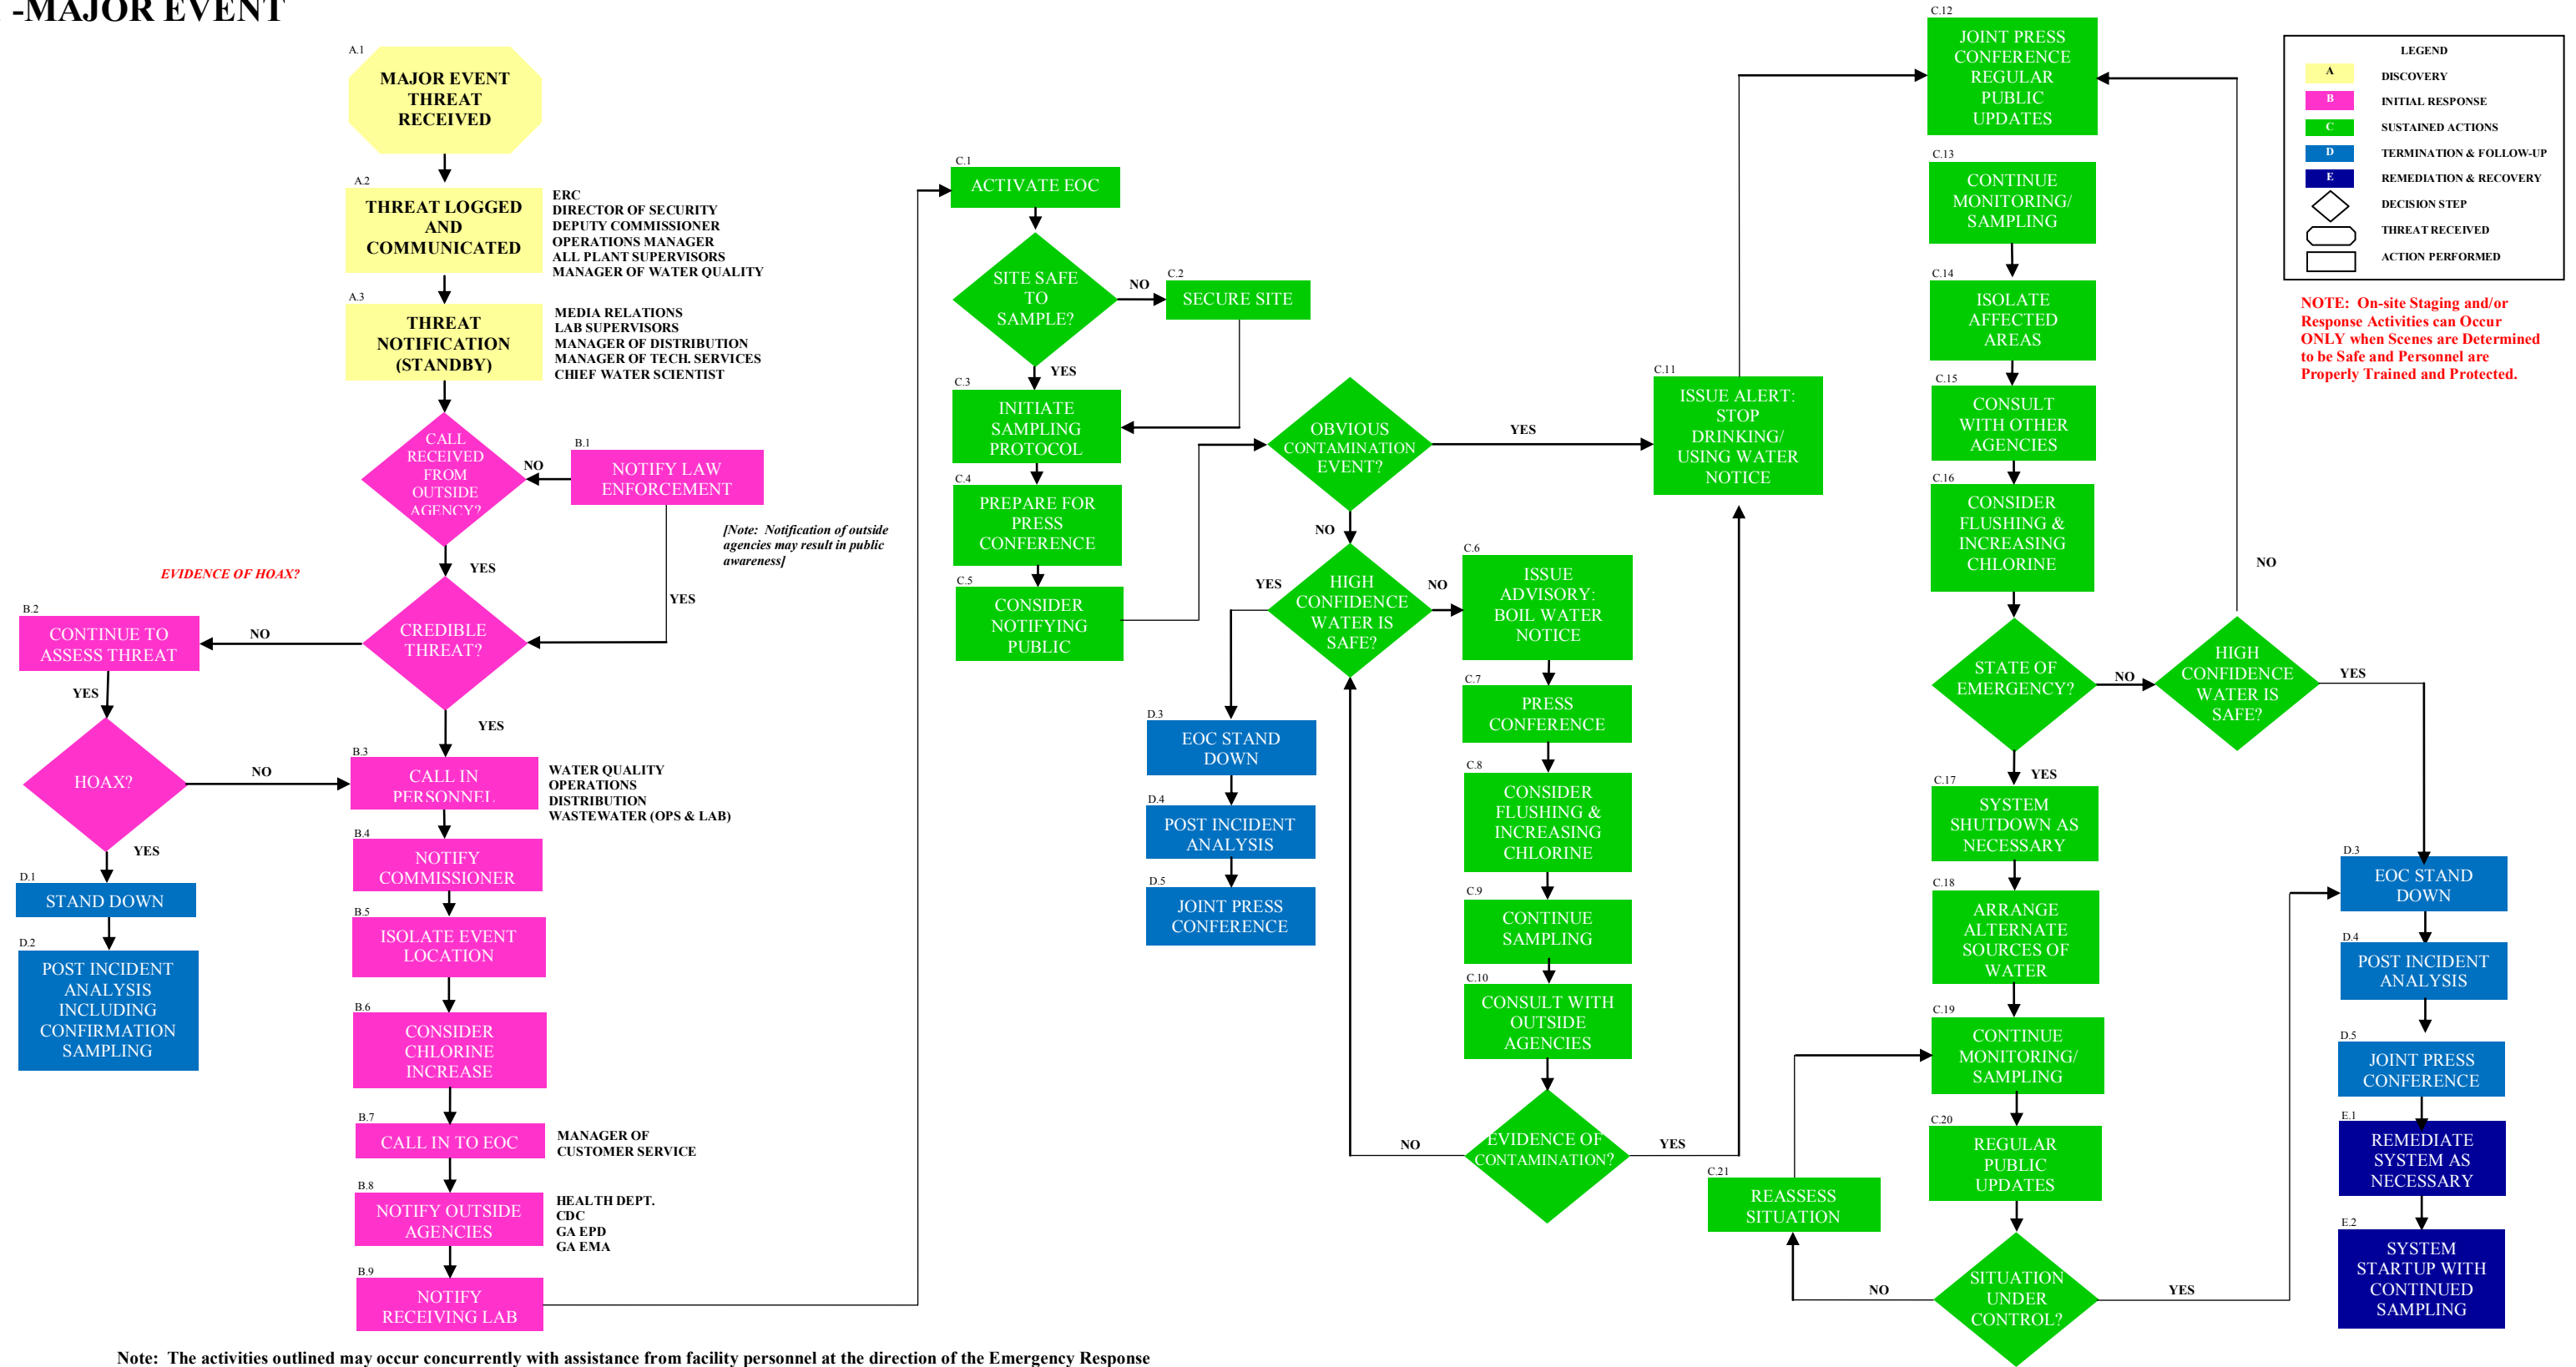 -MAJOR EVENT
A.1
MAJOR EVENT
THREAT
RECEIVED
A.2
THREAT LOGGED
AND
COMMUNICATED
ERC
DIRECTOR OF SECURITY
DEPUTY COMMISSIONER
OPERATIONS MANAGER
ALL PLANT SUPERVISORS
MANAGER OF WATER QUALITY
A.3
THREAT
NOTIFICATION
(STANDBY)
MEDIA RELATIONS
LAB SUPERVISORS
MANAGER OF DISTRIBUTION
MANAGER OF TECH. SERVICES
CHIEF WATER SCIENTIST
CALL
RECEIVED
FROM
OUTSIDE
AGENCY?
NO
B.1
NOTIFY LAW
ENFORCEMENT
[Note: Notification of outside
agencies may result in public
awareness]
YES
YES
EVIDENCE OF HOAX?
CREDIBLE
THREAT?
NO
B.2
CONTINUE TO
ASSESS THREAT
YES
HOAX?
NO
YES
D.1
STAND DOWN
D.2
POST INCIDENT
ANALYSIS
INCLUDING
CONFIRMATION
SAMPLING
YES
B.3
CALL IN
PERSONNEL
WATER QUALITY
OPERATIONS
DISTRIBUTION
WASTEWATER (OPS & LAB)
B.4
NOTIFY
COMMISSIONER
B.5
ISOLATE EVENT
LOCATION
B.6
CONSIDER
CHLORINE
INCREASE
B.7
CALL IN TO EOC
MANAGER OF
CUSTOMER SERVICE
B.8
NOTIFY OUTSIDE
AGENCIES
HEALTH DEPT.
CDC
GA EPD
GA EMA
B.9
NOTIFY
RECEIVING LAB
C.1
ACTIVATE EOC
SITE SAFE
TO
SAMPLE?
NO
C.2
SECURE SITE
YES
C.3
INITIATE
SAMPLING
PROTOCOL
C.4
PREPARE FOR
PRESS
CONFERENCE
C.5
CONSIDER
NOTIFYING
PUBLIC
OBVIOUS
CONTAMINATION
EVENT?
YES
NO
HIGH
CONFIDENCE
WATER IS
SAFE?
YES
NO
D.3
EOC STAND
DOWN
D.4
POST INCIDENT
ANALYSIS
D.5
JOINT PRESS
CONFERENCE
C.6
ISSUE
ADVISORY:
BOIL WATER
NOTICE
C.7
PRESS
CONFERENCE
C.8
CONSIDER
FLUSHING &
INCREASING
CHLORINE
C.9
CONTINUE
SAMPLING
C.10
CONSULT WITH
OUTSIDE
AGENCIES
EVIDENCE OF
CONTAMINATION?
NO
YES
C.11
ISSUE ALERT:
STOP
DRINKING/
USING WATER
NOTICE
C.12
JOINT PRESS
CONFERENCE
REGULAR
PUBLIC
UPDATES
C.13
CONTINUE
MONITORING/
SAMPLING
C.14
ISOLATE
AFFECTED
AREAS
C.15
CONSULT
WITH OTHER
AGENCIES
C.16
CONSIDER
FLUSHING &
INCREASING
CHLORINE
STATE OF
EMERGENCY?
NO
HIGH
CONFIDENCE
WATER IS
SAFE?
NO
YES
YES
C.17
SYSTEM
SHUTDOWN AS
NECESSARY
C.18
ARRANGE
ALTERNATE
SOURCES OF
WATER
C.19
CONTINUE
MONITORING/
SAMPLING
C.20
REGULAR
PUBLIC
UPDATES
C.21
REASSESS
SITUATION
SITUATION
UNDER
CONTROL?
NO
YES
D.3
EOC STAND
DOWN
D.4
POST INCIDENT
ANALYSIS
D.5
JOINT PRESS
CONFERENCE
E.1
REMEDIATE
SYSTEM AS
NECESSARY
E.2
SYSTEM
STARTUP WITH
CONTINUED
SAMPLING
LEGEND
A DISCOVERY
B INITIAL RESPONSE
C SUSTAINED ACTIONS
D TERMINATION & FOLLOW-UP
E REMEDIATION & RECOVERY
DECISION STEP
THREAT RECEIVED
ACTION PERFORMED
NOTE: On-site Staging and/or
Response Activities can Occur
ONLY when Scenes are Determined
to be Safe and Personnel are
Properly Trained and Protected.
Note: The activities outlined may occur concurrently with assistance from facility personnel at the direction of the Emergency Response